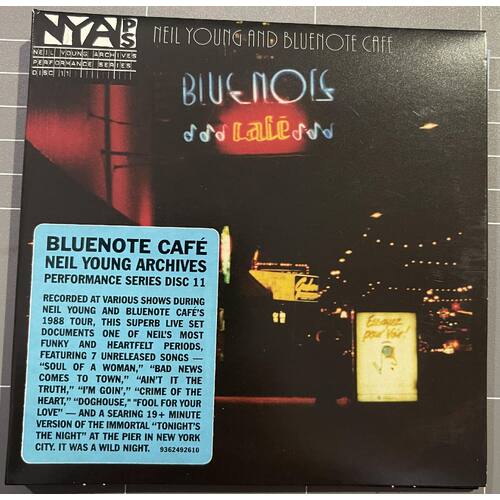 NYA PS
NEIL YOUNG ARCHIVES
PERFORMANCE SERIES
DISC 11
NEIL YOUNG AND BLUENOTE CAFÉ
BLUENOTE
café
BLUENOTE CAFÉ
NEIL YOUNG ARCHIVES
PERFORMANCE SERIES DISC 11
RECORDED AT VARIOUS SHOWS DURING
NEIL YOUNG AND BLUENOTE CAFÉ'S
1988 TOUR, THIS SUPERB LIVE SET
DOCUMENTS ONE OF NEIL'S MOST
FUNKY AND HEARTFELT PERIODS,
FEATURING 7 UNRELEASED SONGS —
"SOUL OF A WOMAN," "BAD NEWS
COMES TO TOWN," "AIN'T IT THE
TRUTH," "I'M GOIN'," "CRIME OF THE
HEART," "DOGHOUSE," "FOOL FOR YOUR
LOVE" — AND A SEARING 19+ MINUTE
VERSION OF THE IMMORTAL "TONIGHT'S
THE NIGHT" AT THE PIER IN NEW YORK
CITY. IT WAS A WILD NIGHT. 9362492610